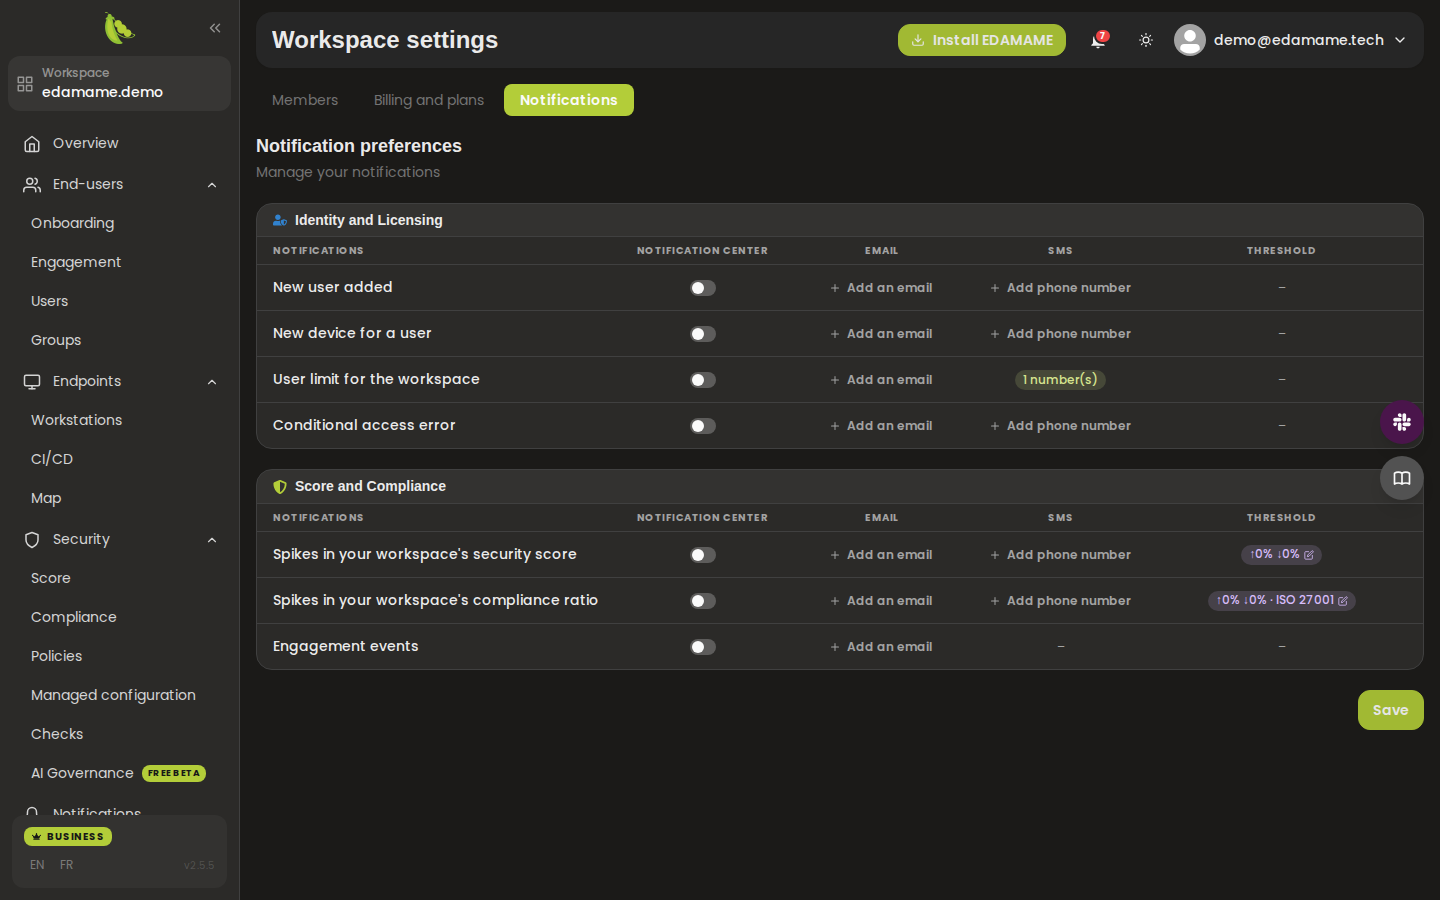 Workspace
edamame.demo
Overview
End-users
Onboarding
Engagement
Users
Groups
Endpoints
Workstations
CI/CD
Map
Security
Score
Compliance
Policies
Managed configuration
Checks
AI Governance FREE BETA
Notifications
BUSINESS
EN FR v2.5.5
Workspace settings
Install EDAMAME
7
demo@edamame.tech
Members Billing and plans Notifications
Notification preferences
Manage your notifications
Identity and Licensing
NOTIFICATIONS NOTIFICATION CENTER EMAIL SMS THRESHOLD
New user added + Add an email + Add phone number –
New device for a user + Add an email + Add phone number –
User limit for the workspace + Add an email 1 number(s) –
Conditional access error + Add an email + Add phone number –
Score and Compliance
NOTIFICATIONS NOTIFICATION CENTER EMAIL SMS THRESHOLD
Spikes in your workspace's security score + Add an email + Add phone number ↑0% ↓0%
Spikes in your workspace's compliance ratio + Add an email + Add phone number ↑0% ↓0% · ISO 27001
Engagement events + Add an email – –
Save